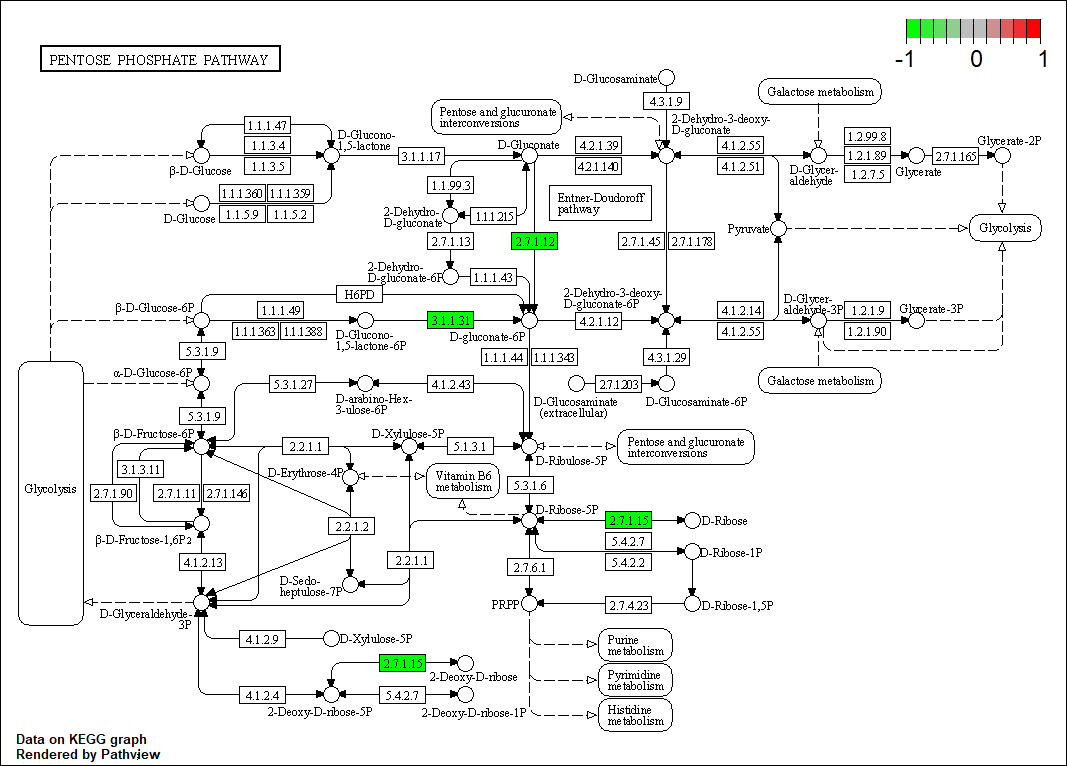 PENTOSE PHOSPHATE PATHWAY
-1
0
1
D-Glucosaminate
4.3.1.9
Galactose metabolism
Pentose and glucuronate
interconversions
2-Dehydro-3-deoxy-
D-gluconate
1.1.1.47
1.1.3.4
1.1.3.5
D-Glucono-
1,5-lactone
β-D-Glucose
3.1.1.17
D-Gluconate
4.2.1.39
4.2.1.140
4.1.2.55
4.1.2.51
D-Glycer-
aldehyde
1.2.99.8
1.2.1.89
1.2.7.5
Glycerate
2.7.1.165
Glycerate-2P
1.1.1.360
1.1.1.359
1.1.5.9
1.1.5.2
D-Glucose
1.1.99.3
2-Dehydro-
D-gluconate
1.1.1.215
Entner-Doudoroff
pathway
2.7.1.13
2.7.1.12
2.7.1.45
2.7.1.178
Pyruvate
Glycolysis
2-Dehydro-
D-gluconate-6P
1.1.1.43
H6PD
β-D-Glucose-6P
1.1.1.49
1.1.1.363
1.1.1.388
D-Glucono-
1,5-lactone-6P
3.1.1.31
D-gluconate-6P
2-Dehydro-3-deoxy-
D-gluconate-6P
4.2.1.12
4.1.2.14
4.1.2.55
D-Glycer-
aldehyde-3P
1.2.1.9
1.2.1.90
Glycerate-3P
5.3.1.9
1.1.1.44
1.1.1.343
4.3.1.29
α-D-Glucose-6P
5.3.1.27
D-arabino-Hex-
3-ulose-6P
4.1.2.43
2.7.1.203
D-Glucosaminate
(extracellular)
D-Glucosaminate-6P
Galactose metabolism
5.3.1.9
β-D-Fructose-6P
2.2.1.1
D-Xylulose-5P
5.1.3.1
D-Ribulose-5P
Pentose and glucuronate
interconversions
3.1.3.11
2.7.1.90
2.7.1.11
2.7.1.146
D-Erythrose-4P
Vitamin B6
metabolism
5.3.1.6
Glycolysis
β-D-Fructose-1,6P2
2.2.1.2
D-Ribose-5P
2.7.1.15
D-Ribose
5.4.2.7
5.4.2.2
D-Ribose-1P
4.1.2.13
2.2.1.1
2.7.6.1
D-Sedo-
heptulose-7P
D-Glyceraldehyde-
3P
PRPP
2.7.4.23
D-Ribose-1,5P
4.1.2.9
D-Xylulose-5P
Purine
metabolism
2.7.1.15
2-Deoxy-D-ribose
Pyrimidine
metabolism
4.1.2.4
2-Deoxy-D-ribose-5P
5.4.2.7
2-Deoxy-D-ribose-1P
Histidine
metabolism
Data on KEGG graph
Rendered by Pathview